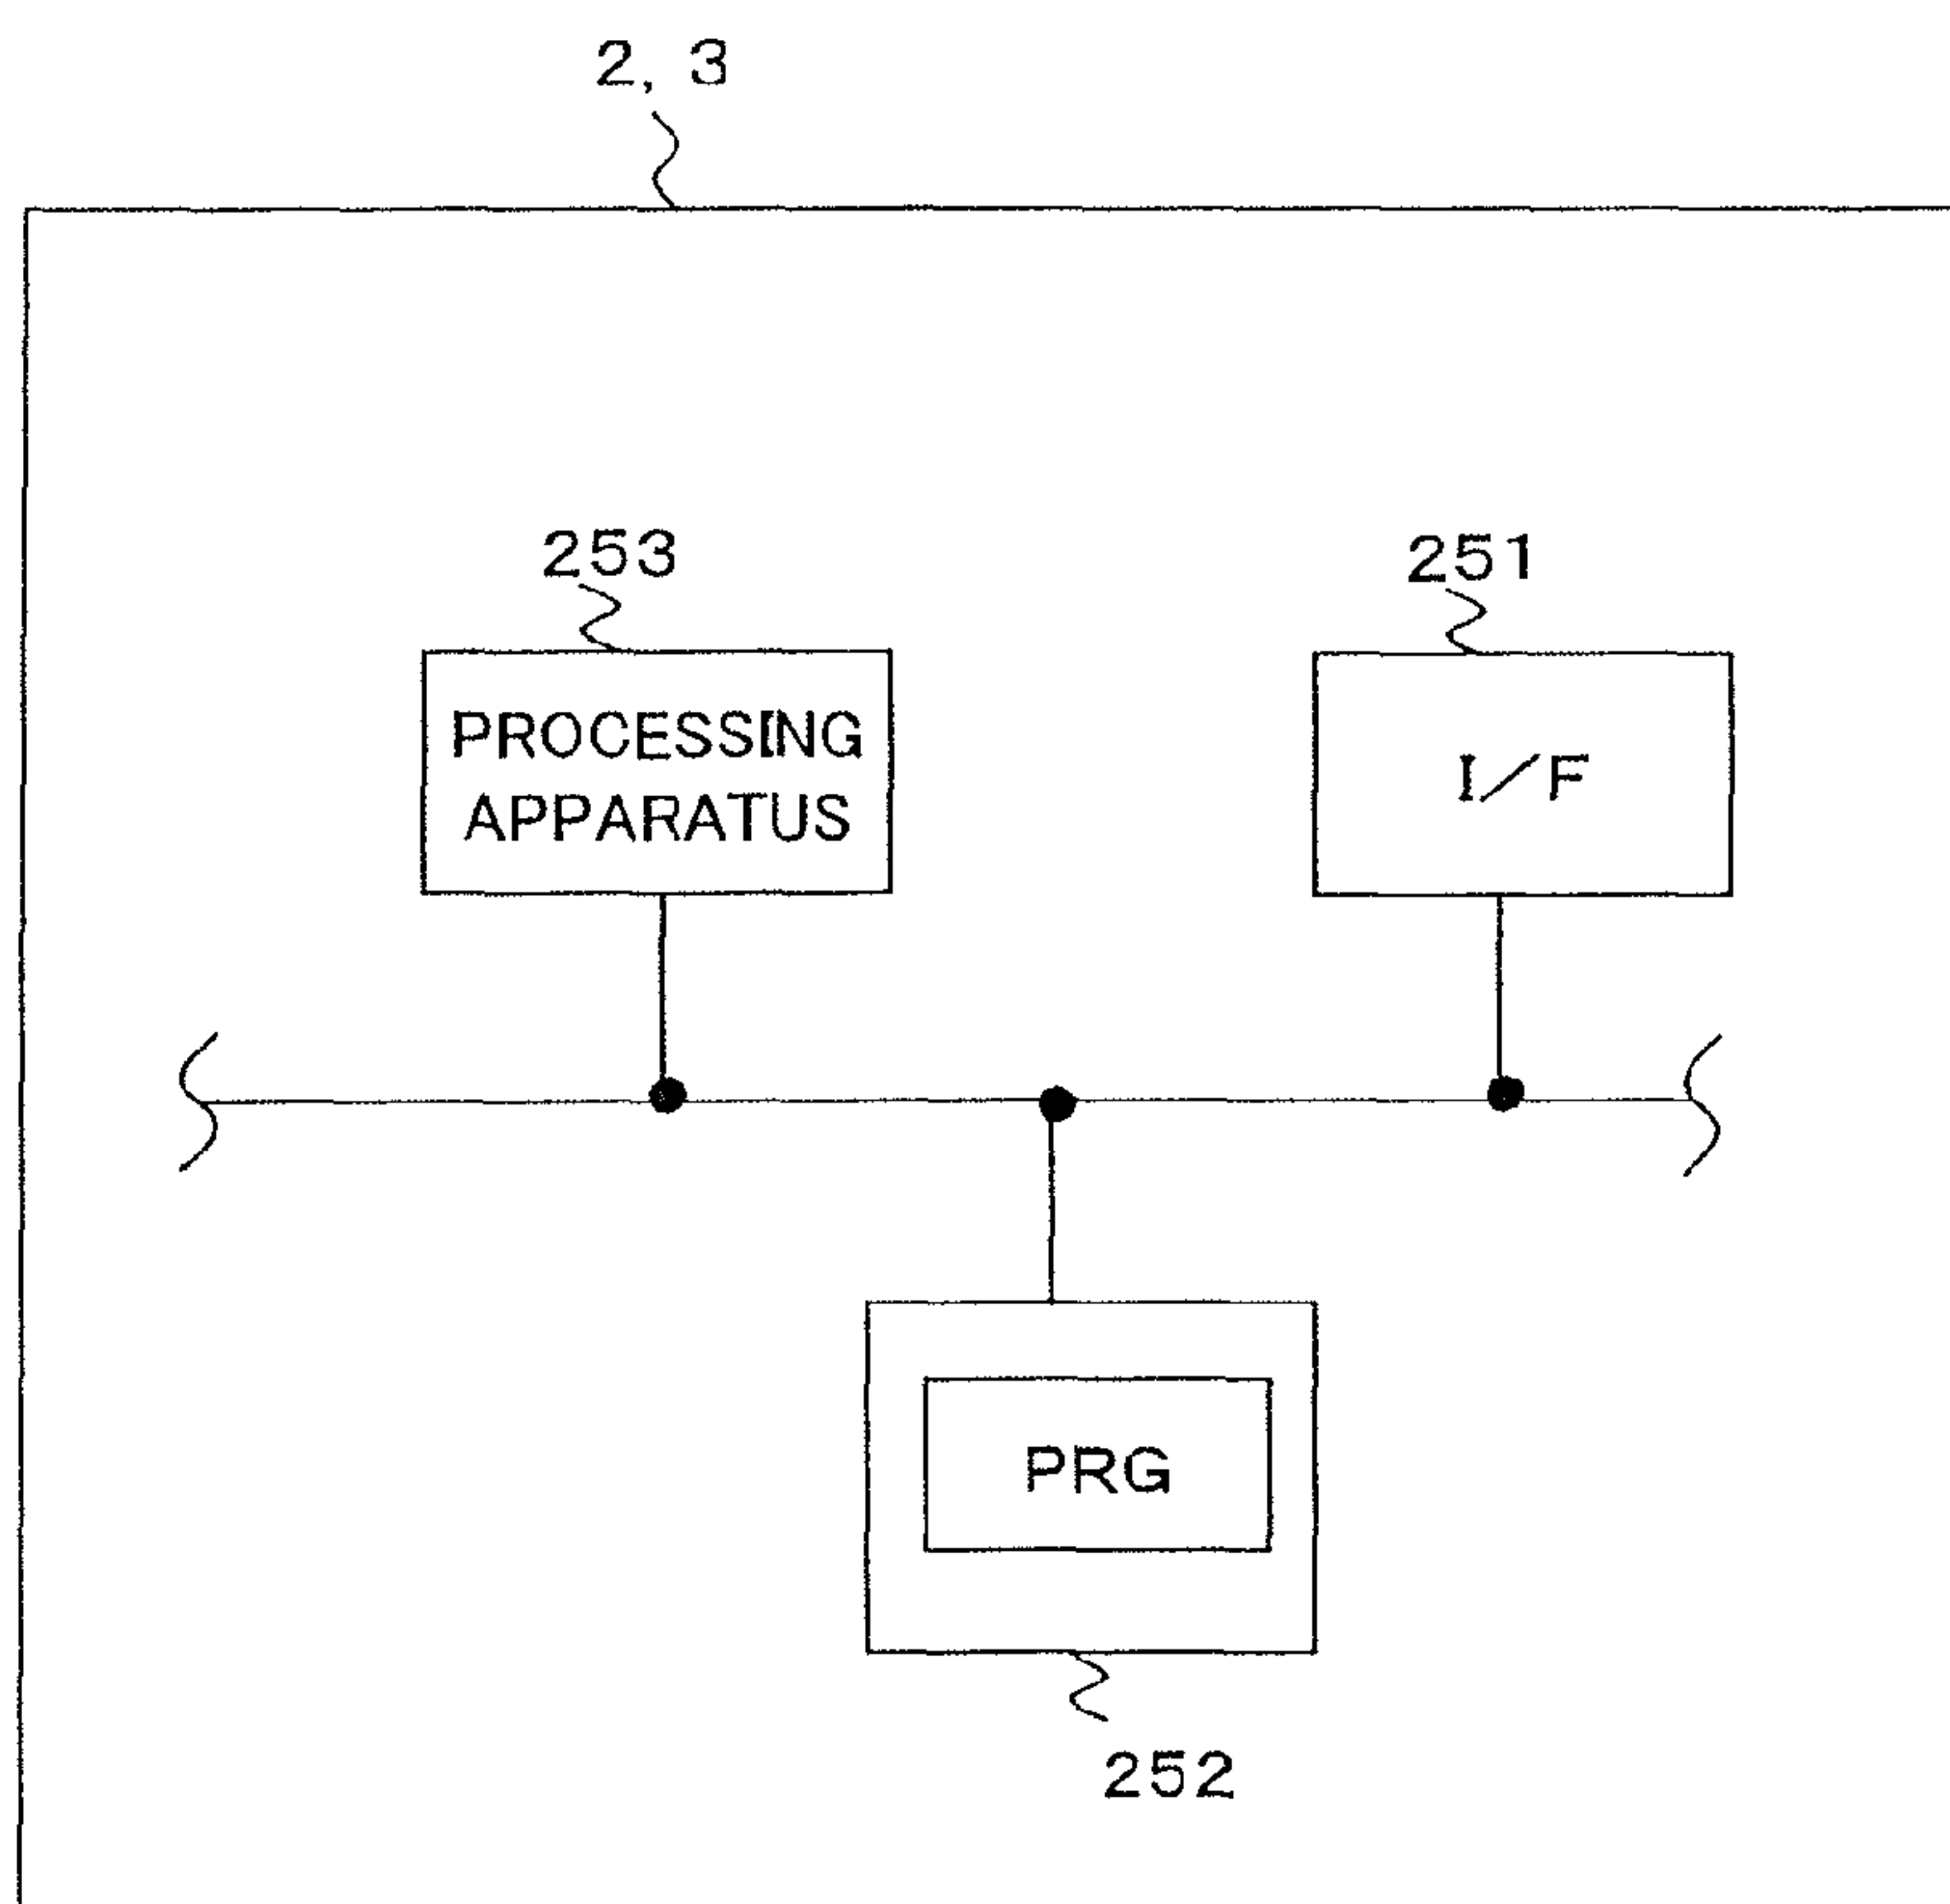 2, 3
253
251
PROCESSING
APPARATUS
I/F
PRG
252